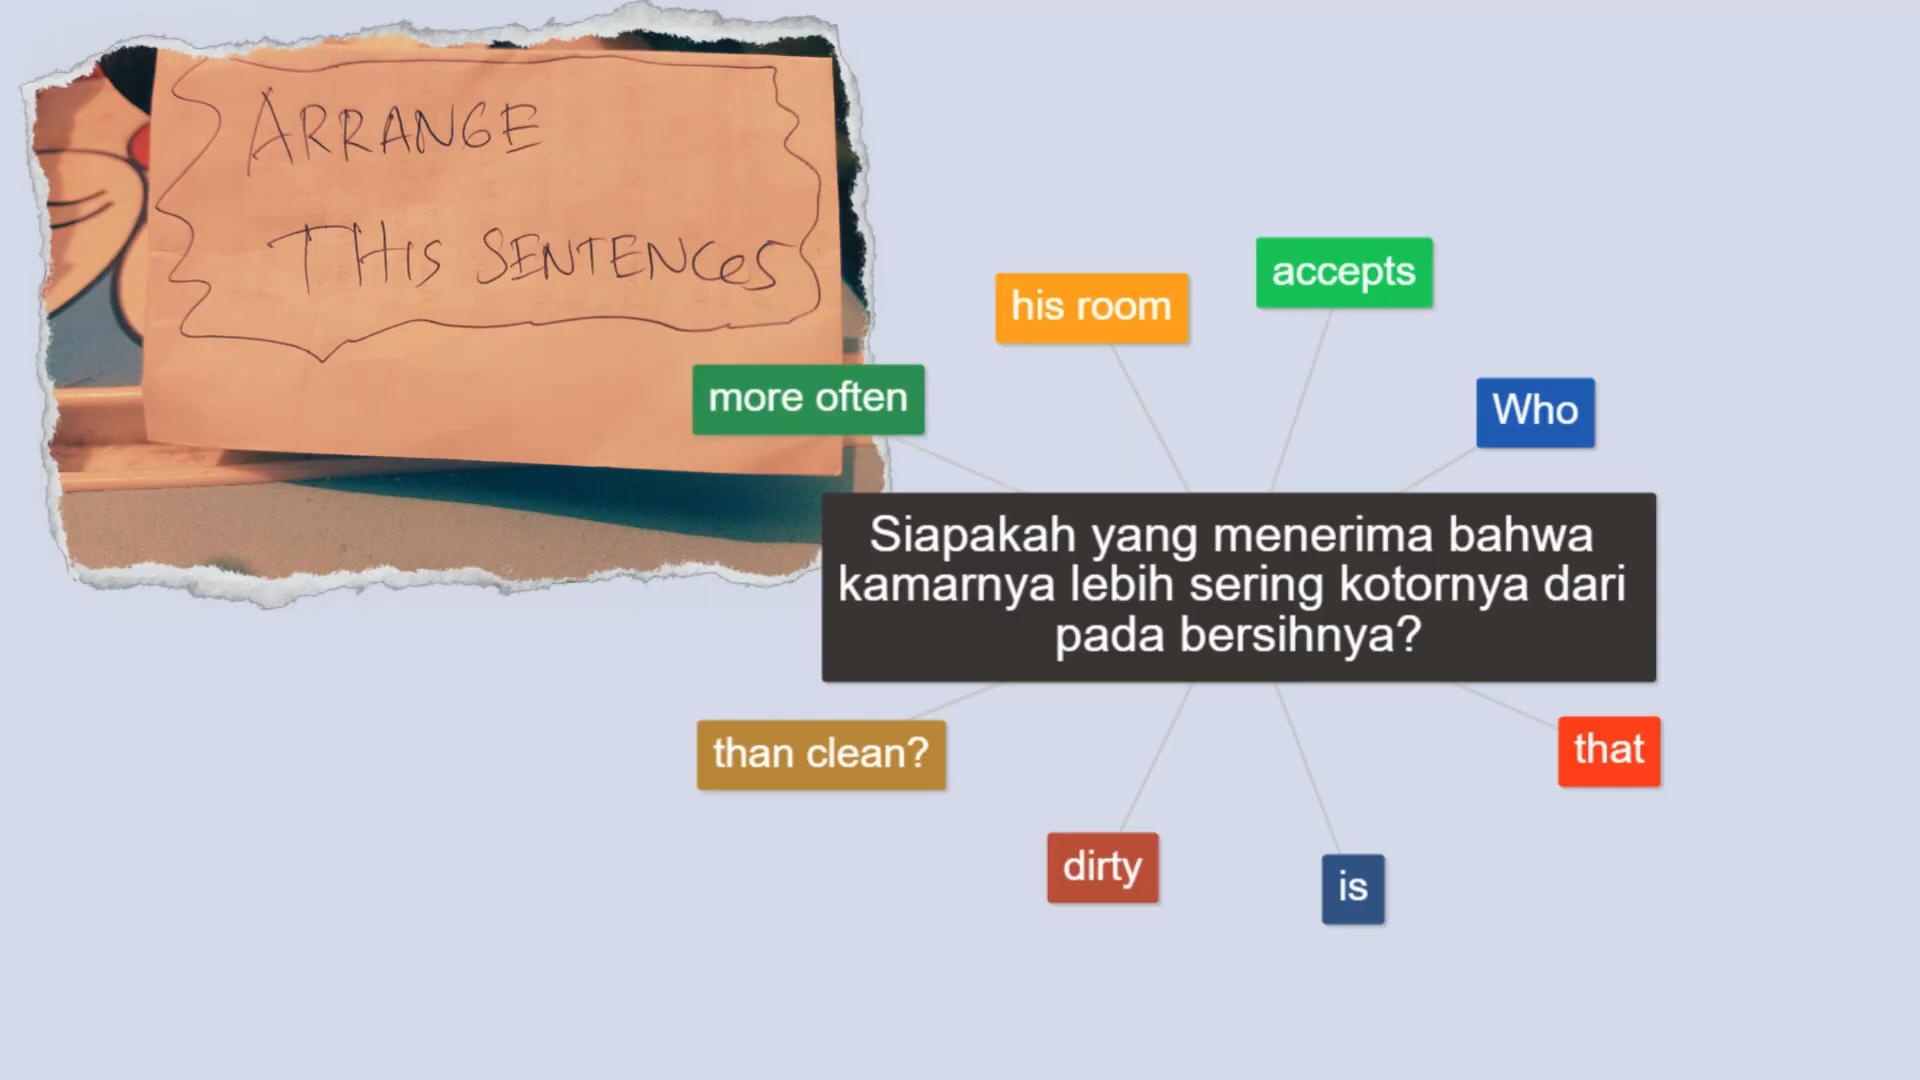 ARRANGE
THIS SENTENCES
accepts
his room
more often
Who
Siapakah yang menerima bahwa
kamarnya lebih sering kotornya dari
pada bersihnya?
than clean?
that
dirty
is